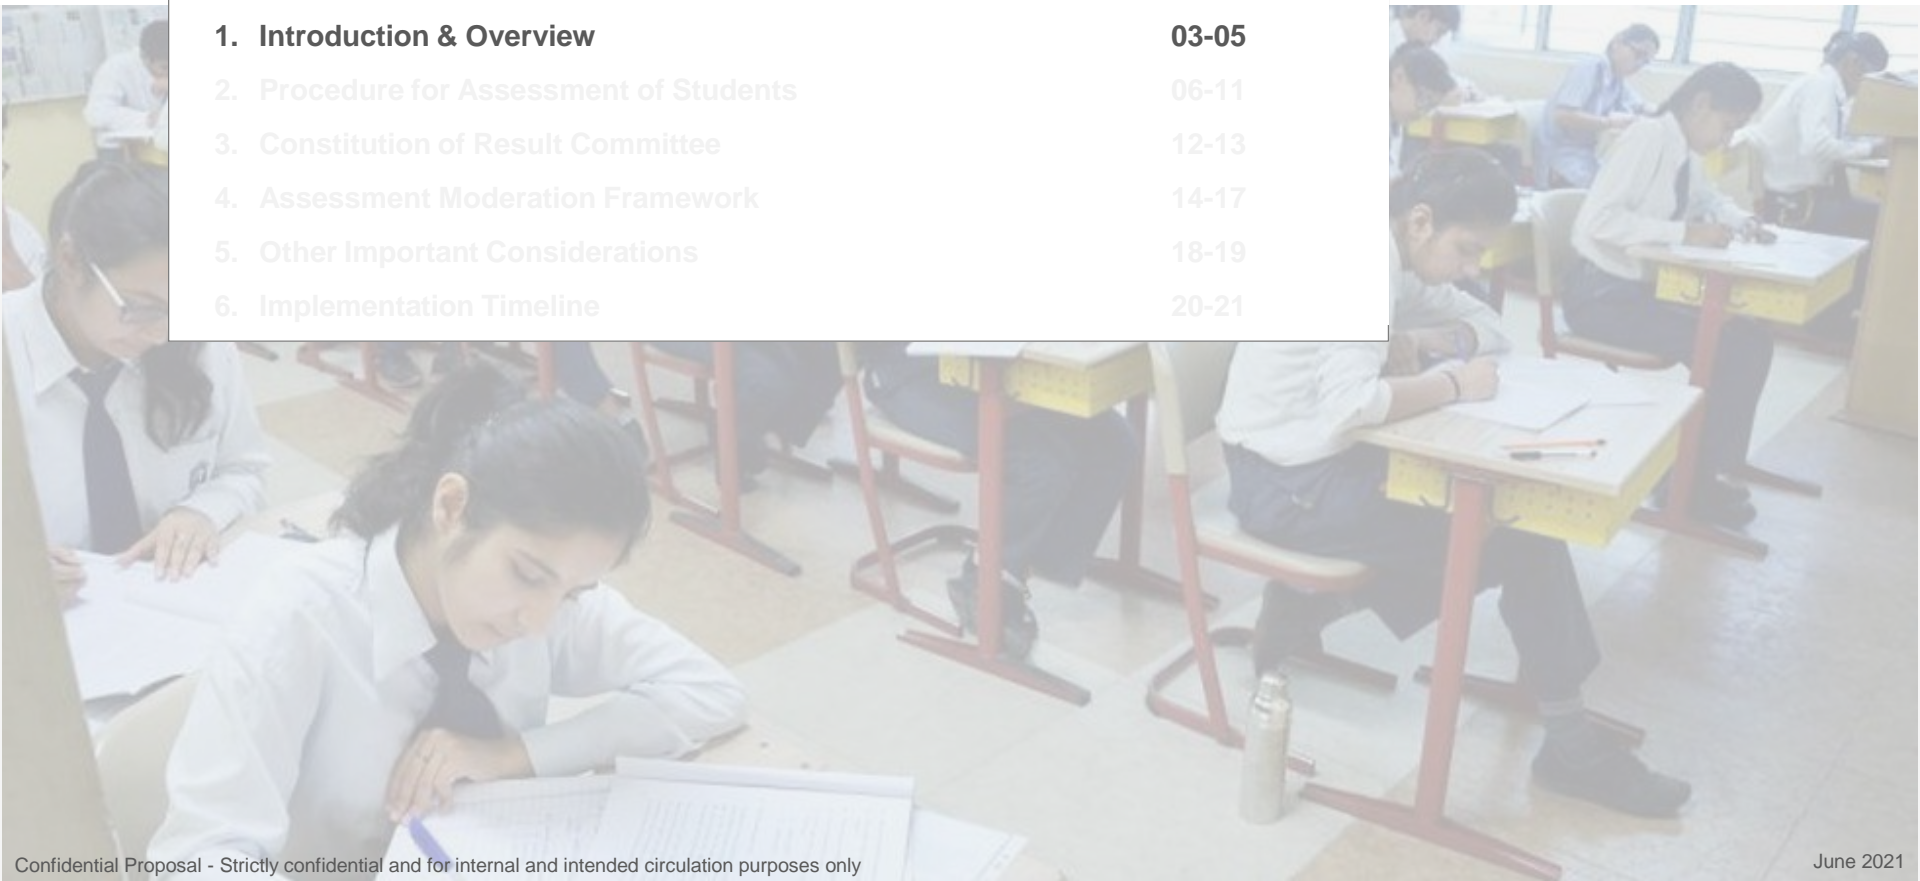 1. Introduction & Overview 03-05
2. Procedure for Assessment of Students 06-11
3. Constitution of Result Committee 12-13
4. Assessment Moderation Framework 14-17
5. Other Important Considerations 18-19
6. Implementation Timeline 20-21
Confidential Proposal - Strictly confidential and for internal and intended circulation purposes only
June 2021